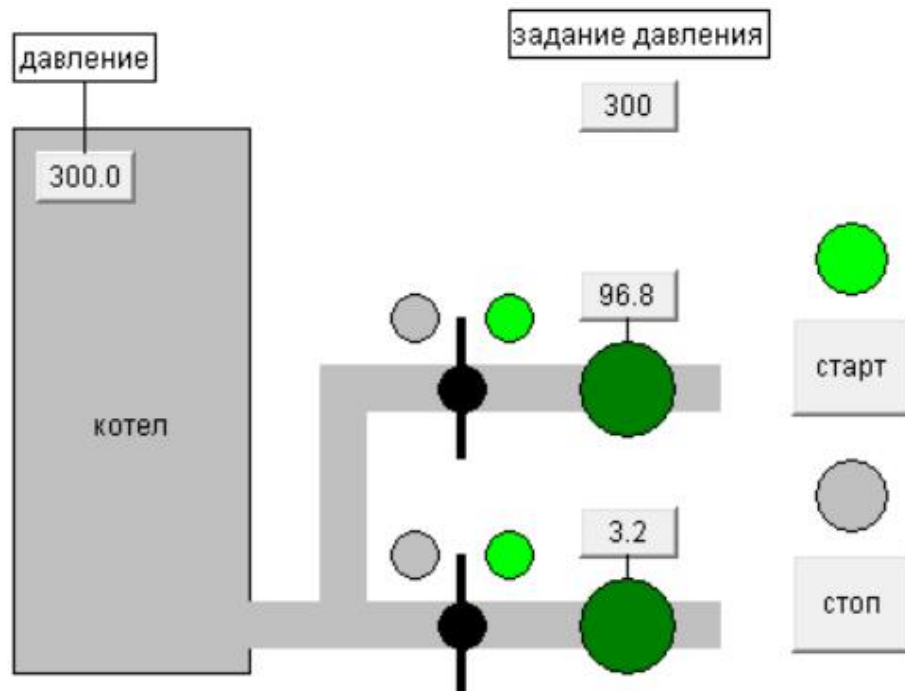 задание давления
давление
300
300.0
96.8
старт
котел
3.2
стоп